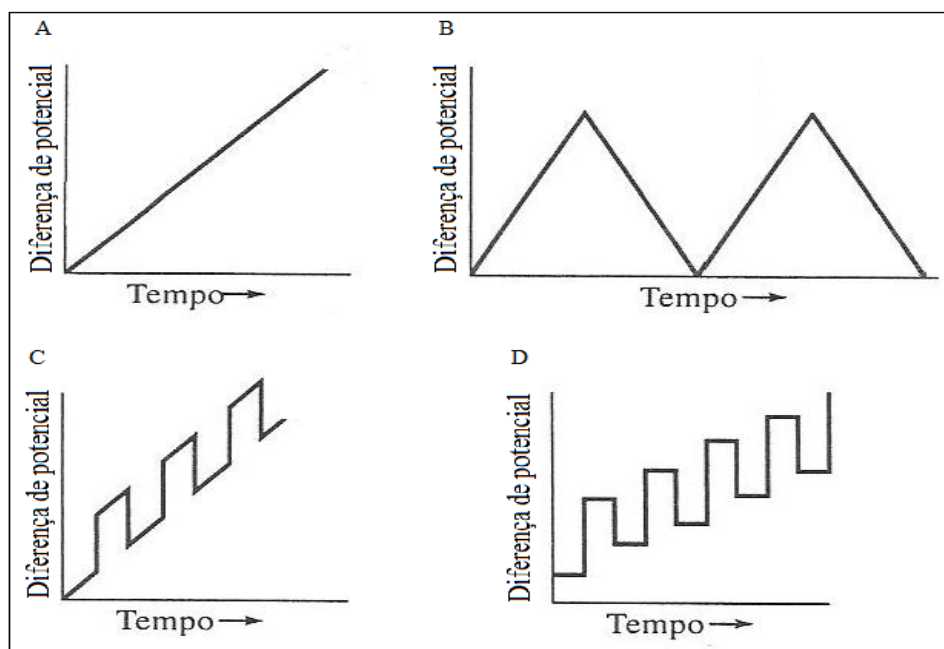 A
Diferença de potencial
Tempo
B
Diferença de potencial
Tempo
C
Diferença de potencial
Tempo
D
Diferença de potencial
Tempo